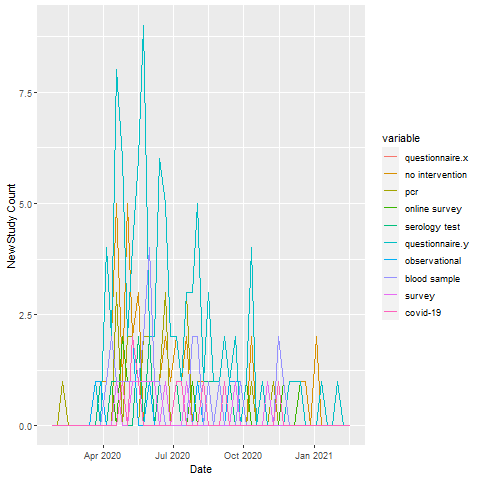 7.5
5.0
2.5
0.0
NewStudy Count
Apr 2020
Jul 2020
Oct 2020
Jan 2021
Date
variable
questionnaire.x
no intervention
pcr
online survey
serology test
questionnaire.y
observational
blood sample
survey
covid-19